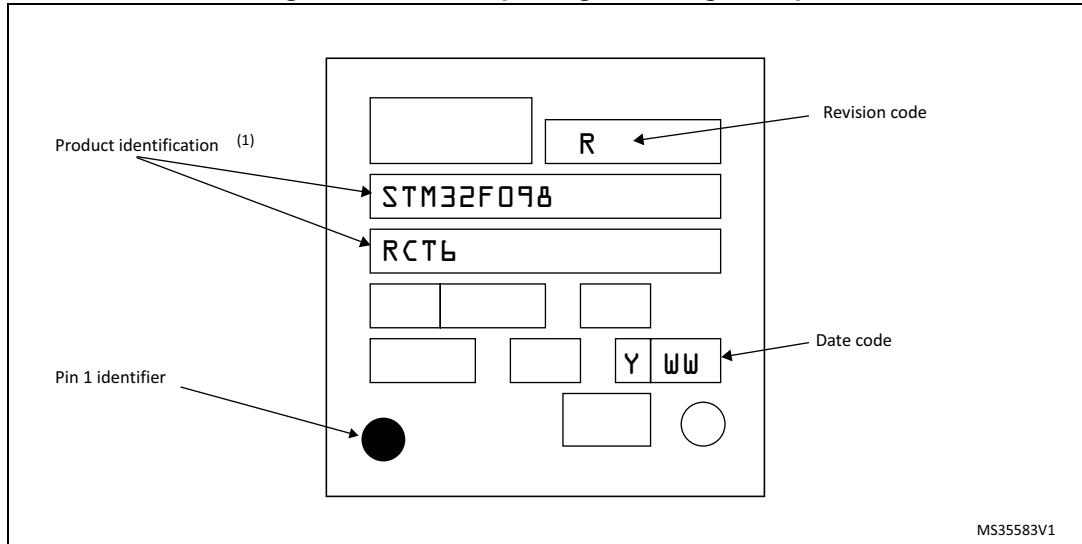 Revision code
R
Product identification (1)
STM32F098
RCT6
Date code
Y WW
Pin 1 identifier
MS35583V1